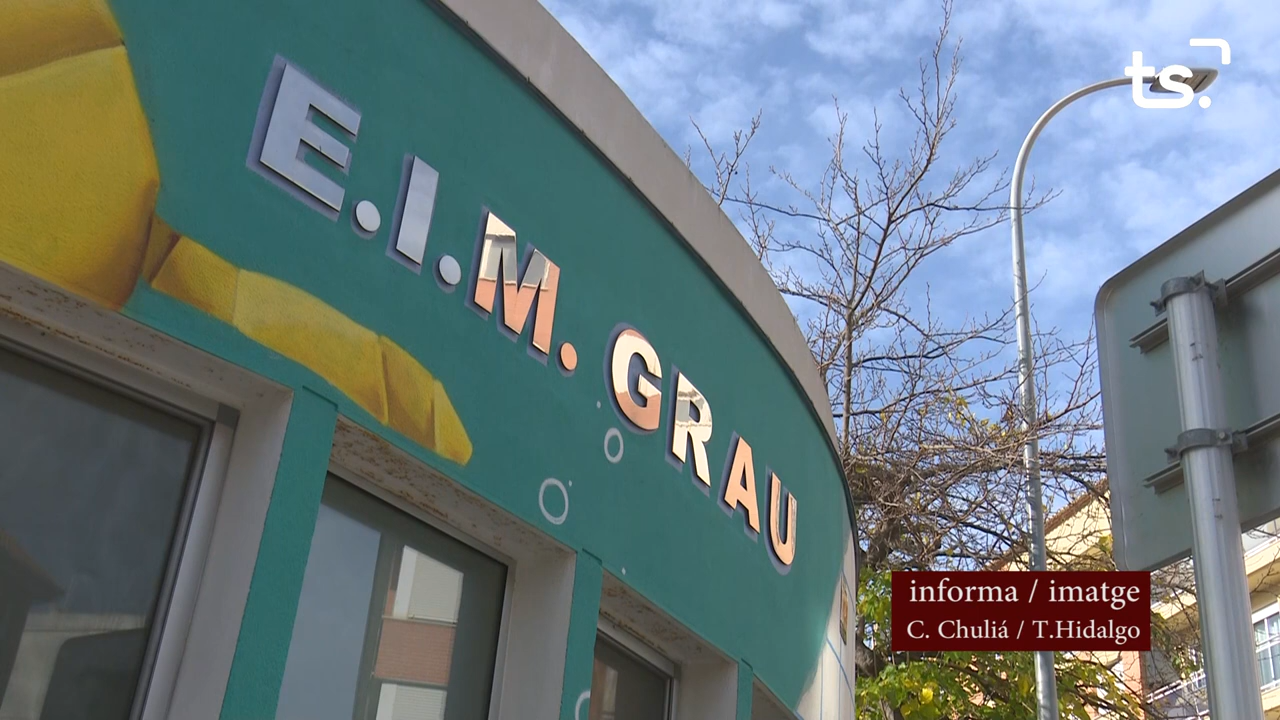 ts.
E.I.M. GRAU
informa / imatge
C. Chuliá / T.Hidalgo